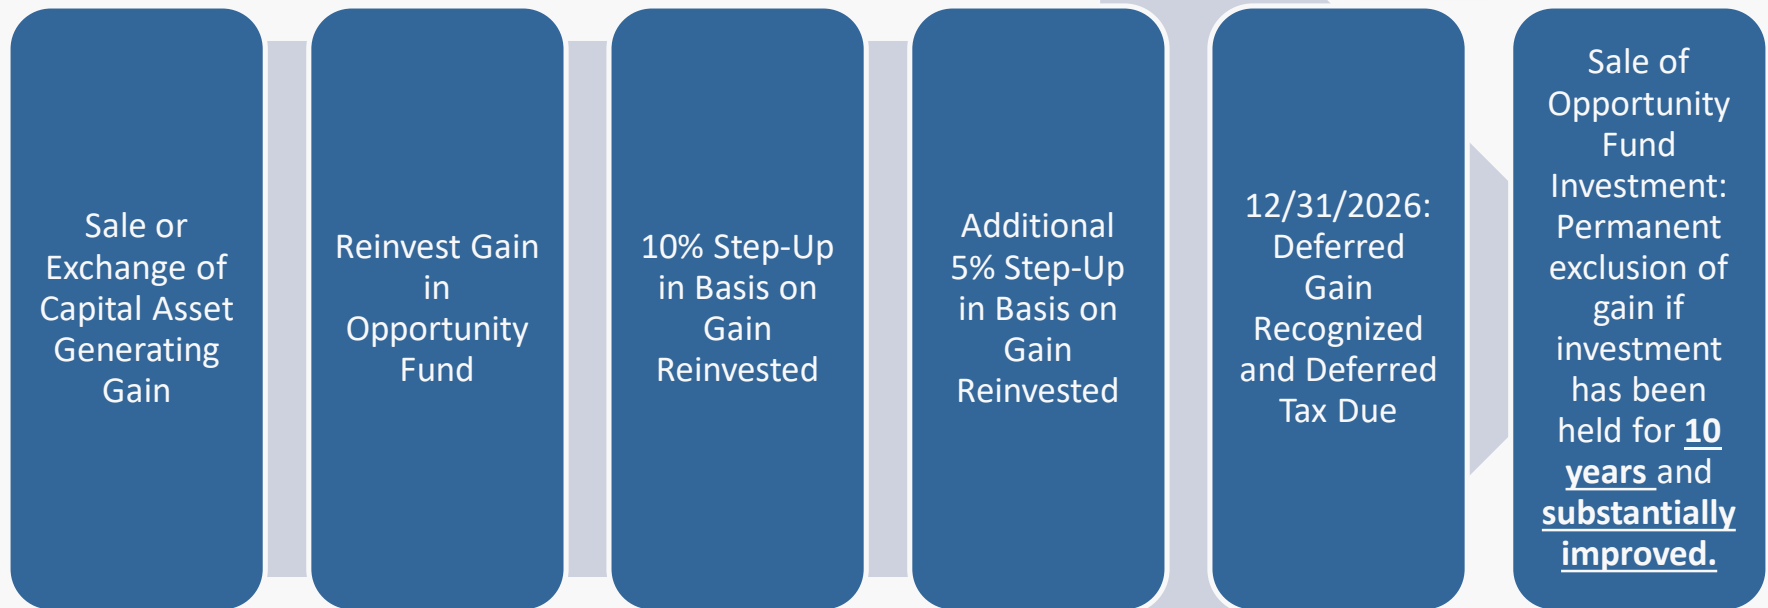 Sale or
Exchange of
Capital Asset
Generating
Gain
Reinvest Gain
in
Opportunity
Fund
10% Step-Up
in Basis on
Gain
Reinvested
Additional
5% Step-Up
in Basis on
Gain
Reinvested
12/31/2026:
Deferred
Gain
Recognized
and Deferred
Tax Due
Sale of
Opportunity
Fund
Investment:
Permanent
exclusion of
gain if
investment
has been
held for 10
years and
substantially
improved.